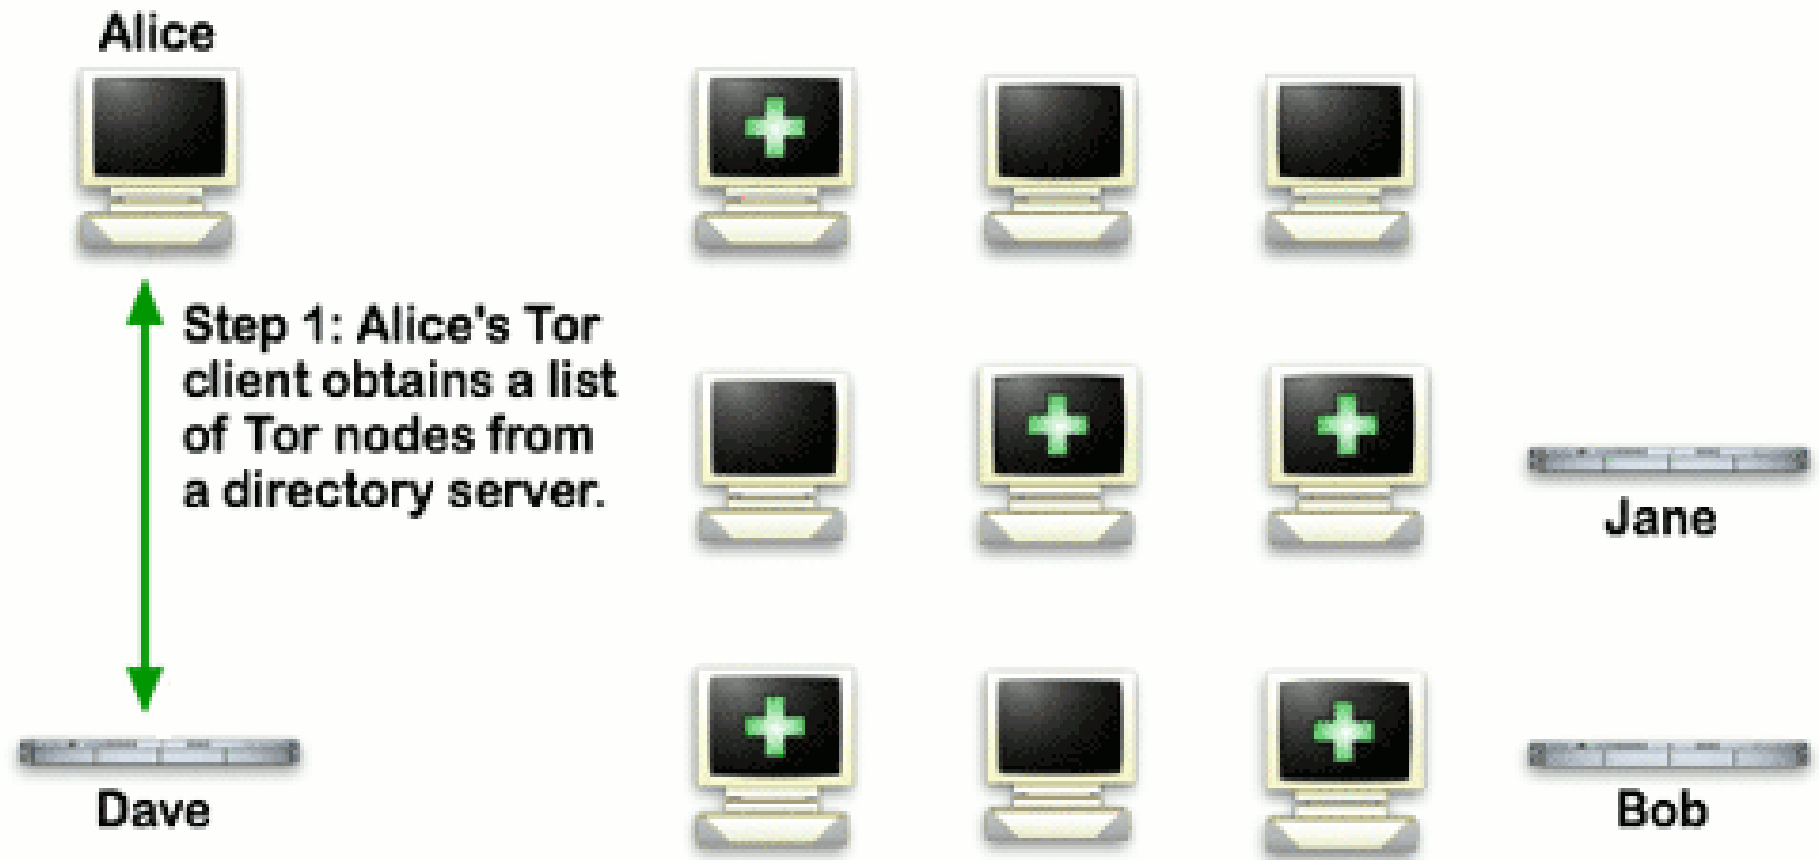 Alice
Step 1: Alice's Tor
client obtains a list
of Tor nodes from
a directory server.
Jane
Dave
Bob